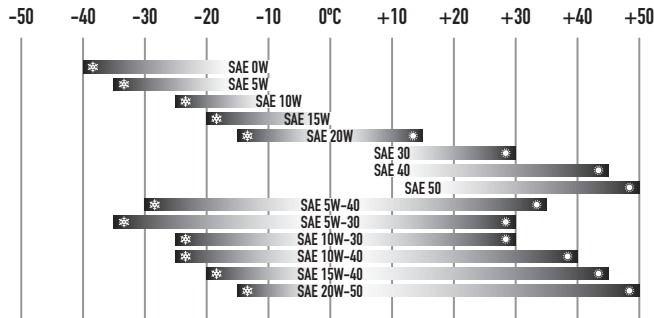 -50 -40 -30 -20 -10 0°C +10 +20 +30 +40 +50
SAE 0W
SAE 5W
SAE 10W
SAE 15W
SAE 20W
SAE 30
SAE 40
SAE 50
SAE 5W-40
SAE 5W-30
SAE 10W-30
SAE 10W-40
SAE 15W-40
SAE 20W-50